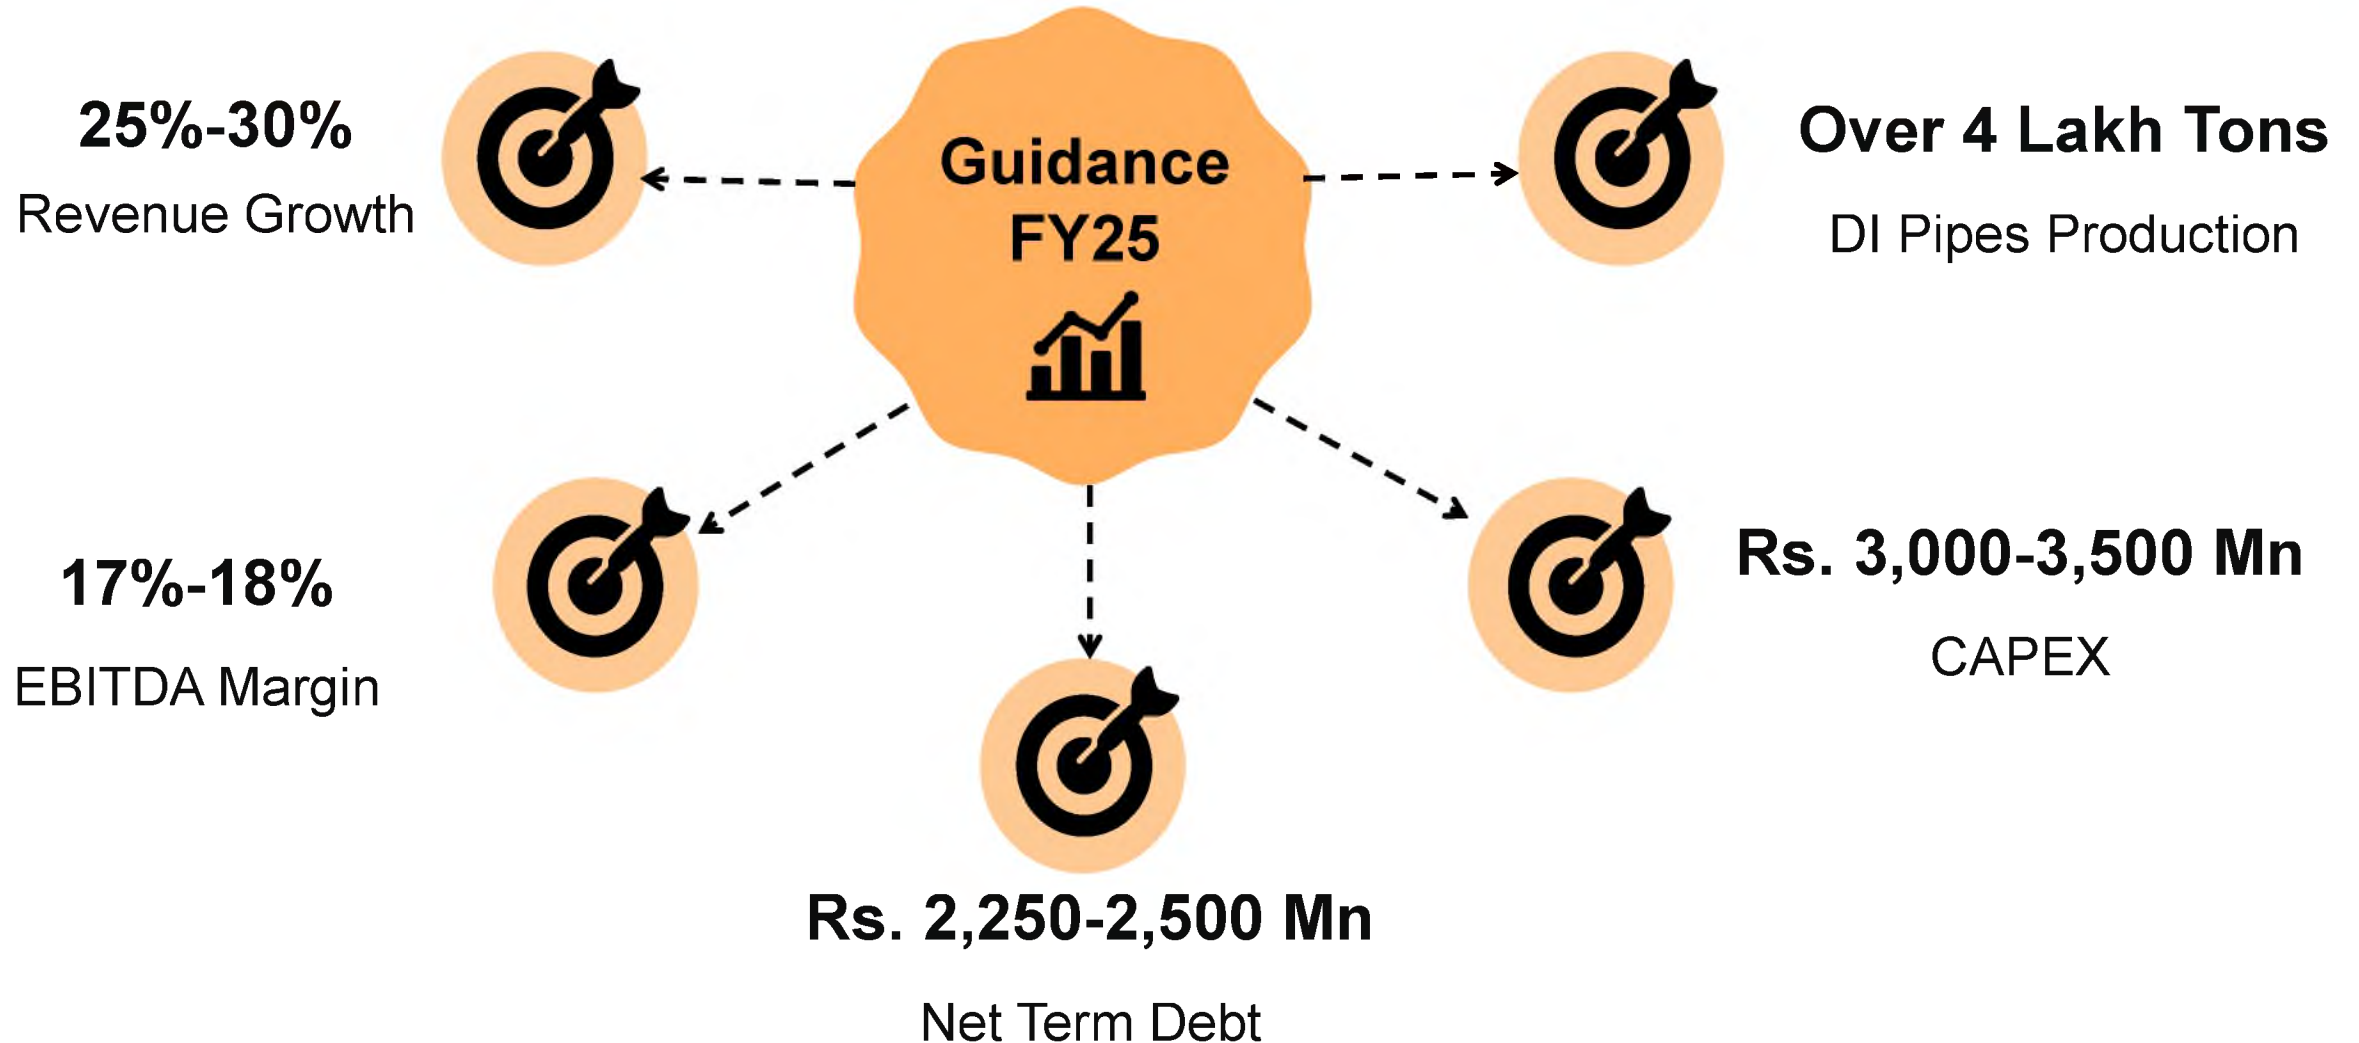 Guidance
FY25
25%-30%
Revenue Growth
Over 4 Lakh Tons
DI Pipes Production
17%-18%
EBITDA Margin
Rs. 3,000-3,500 Mn
CAPEX
Rs. 2,250-2,500 Mn
Net Term Debt